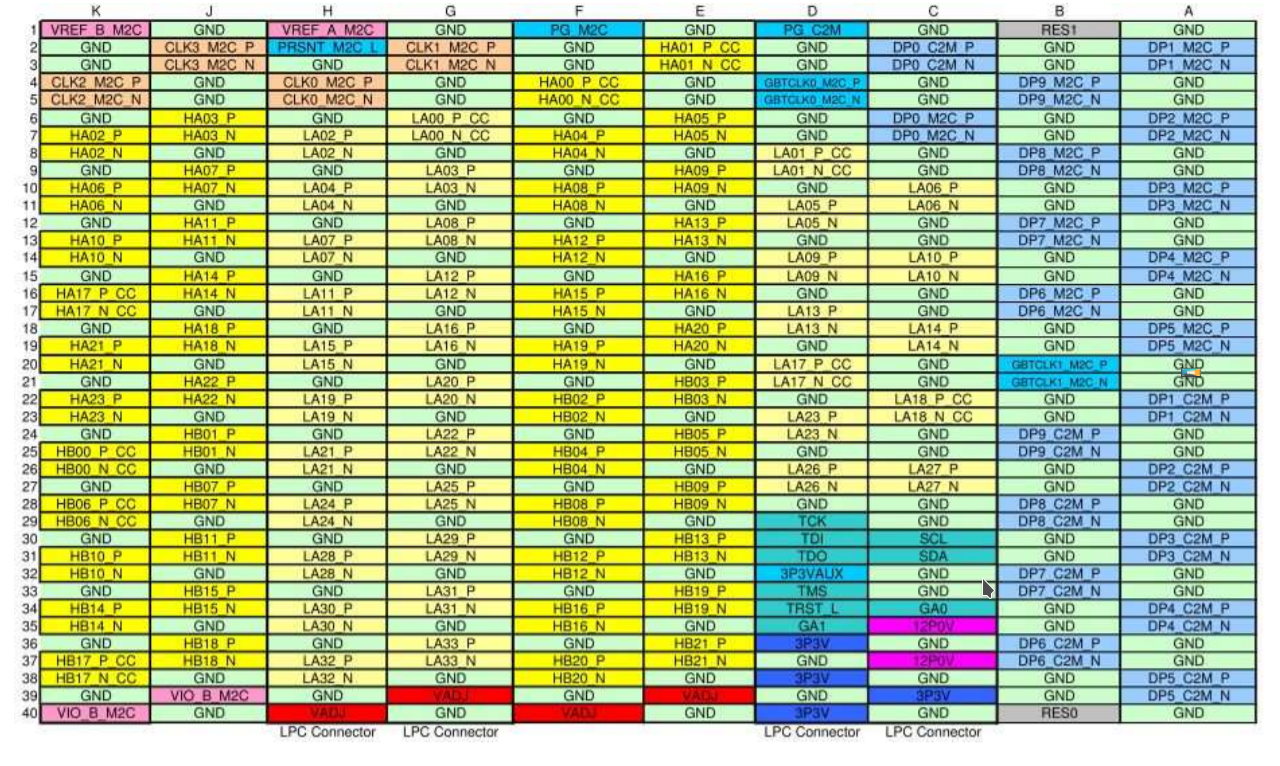 K J H G F E D C B A
1 VREF_B_M2C GND VREF_A_M2C GND PG_M2C GND PG_C2M GND RES1 GND
2 GND CLK3_M2C_P PRSNT_M2C_L CLK1_M2C_P GND HA01_P_CC GND DP0_C2M_P GND DP1_M2C_P
3 GND CLK3_M2C_N GND CLK1_M2C_N GND HA01_N_CC GND DP0_C2M_N GND DP1_M2C_N
4 CLK2_M2C_P GND CLK0_M2C_P GND HA00_P_CC GND GBTCLK0_M2C_P GND DP9_M2C_P GND
5 CLK2_M2C_N GND CLK0_M2C_N GND HA00_N_CC GND GBTCLK0_M2C_N GND DP9_M2C_N GND
6 GND HA03_P GND LA00_P_CC GND HA05_P GND DP0_M2C_P GND DP2_M2C_P
7 HA02_P HA03_N LA02_P LA00_N_CC HA04_P HA05_N GND DP0_M2C_N GND DP2_M2C_N
8 HA02_N GND LA02_N GND HA04_N GND LA01_P_CC GND DP8_M2C_P GND
9 GND HA07_P GND LA03_P GND HA09_P LA01_N_CC GND DP8_M2C_N GND
10 HA06_P HA07_N LA04_P LA03_N HA08_P HA09_N GND LA06_P GND DP3_M2C_P
11 HA06_N GND LA04_N GND HA08_N GND LA05_P LA06_N GND DP3_M2C_N
12 GND HA11_P GND LA08_P GND HA13_P LA05_N GND DP7_M2C_P GND
13 HA10_P HA11_N LA07_P LA08_N HA12_P HA13_N GND GND DP7_M2C_N GND
14 HA10_N GND LA07_N GND HA12_N GND LA09_P LA10_P GND DP4_M2C_P
15 GND HA14_P GND LA12_P GND HA16_P LA09_N LA10_N GND DP4_M2C_N
16 HA17_P_CC HA14_N LA11_P LA12_N HA15_P HA16_N GND GND DP6_M2C_P GND
17 HA17_N_CC GND LA11_N GND HA15_N GND LA13_P GND DP6_M2C_N GND
18 GND HA18_P GND LA16_P GND HA20_P LA13_N LA14_P GND DP5_M2C_P
19 HA21_P HA18_N LA15_P LA16_N HA19_P HA20_N GND LA14_N GND DP5_M2C_N
20 HA21_N GND LA15_N GND HA19_N GND LA17_P_CC GND GBTCLK1_M2C_P GND
21 GND HA22_P GND LA20_P GND HB03_P LA17_N_CC GND GBTCLK1_M2C_N GND
22 HA23_P HA22_N LA19_P LA20_N HB02_P HB03_N GND LA18_P_CC GND DP1_C2M_P
23 HA23_N GND LA19_N GND HB02_N GND LA23_P LA18_N_CC GND DP1_C2M_N
24 GND HB01_P GND LA22_P GND HB05_P LA23_N GND DP9_C2M_P GND
25 HB00_P_CC HB01_N LA21_P LA22_N HB04_P HB05_N GND GND DP9_C2M_N GND
26 HB00_N_CC GND LA21_N GND HB04_N GND LA26_P LA27_P GND DP2_C2M_P
27 GND HB07_P GND LA25_P GND HB09_P LA26_N LA27_N GND DP2_C2M_N
28 HB06_P_CC HB07_N LA24_P LA25_N HB08_P HB09_N GND GND DP8_C2M_P GND
29 HB06_N_CC GND LA24_N GND HB08_N GND TCK GND DP8_C2M_N GND
30 GND HB11_P GND LA29_P GND HB13_P TDI SCL GND DP3_C2M_P
31 HB10_P HB11_N LA28_P LA29_N HB12_P HB13_N TDO SDA GND DP3_C2M_N
32 HB10_N GND LA28_N GND HB12_N GND 3P3VAUX GND DP7_C2M_P GND
33 GND HB15_P GND LA31_P GND HB19_P TMS GND DP7_C2M_N GND
34 HB14_P HB15_N LA30_P LA31_N HB16_P HB19_N TRST_L GA0 GND DP4_C2M_P
35 HB14_N GND LA30_N GND HB16_N GND GA1 12P0V GND DP4_C2M_N
36 GND HB18_P GND LA33_P GND HB21_P 3P3V GND DP6_C2M_P GND
37 HB17_P_CC HB18_N LA32_P LA33_N HB20_P HB21_N GND 12P0V DP6_C2M_N GND
38 HB17_N_CC GND LA32_N GND HB20_N GND 3P3V GND GND DP5_C2M_P
39 GND VIO_B_M2C GND VADJ GND VADJ GND 3P3V GND DP5_C2M_N
40 VIO_B_M2C GND VADJ GND VADJ GND 3P3V GND RES0 GND
LPC Connector LPC Connector LPC Connector LPC Connector